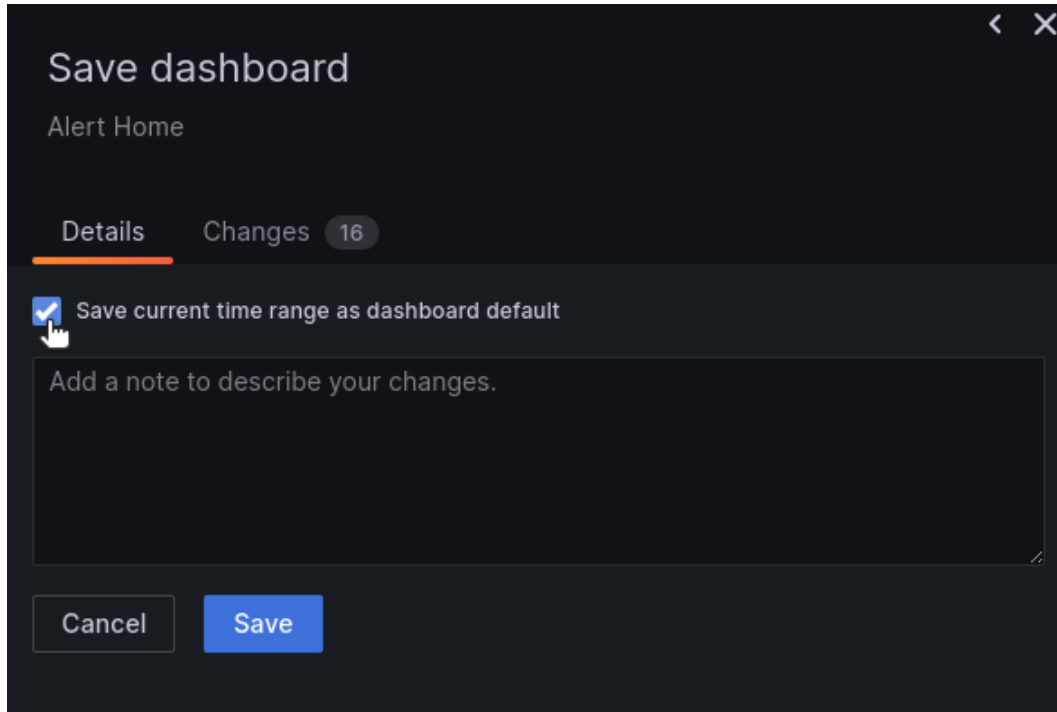 Save dashboard
Alert Home
Details
Changes 16
Save current time range as dashboard default
Add a note to describe your changes.
Cancel
Save